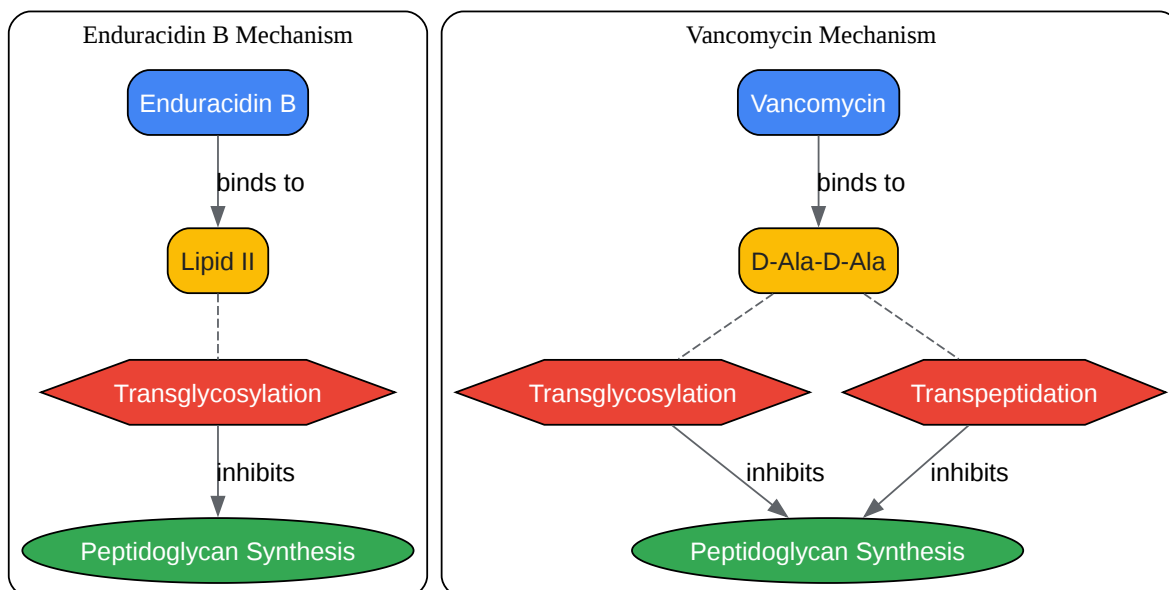 Enduracidin B Mechanism
Enduracidin B
binds to
Lipid II
Transglycosylation
inhibits
Peptidoglycan Synthesis
Vancomycin Mechanism
Vancomycin
binds to
D-Ala-D-Ala
Transglycosylation
Transpeptidation
inhibits
inhibits
Peptidoglycan Synthesis